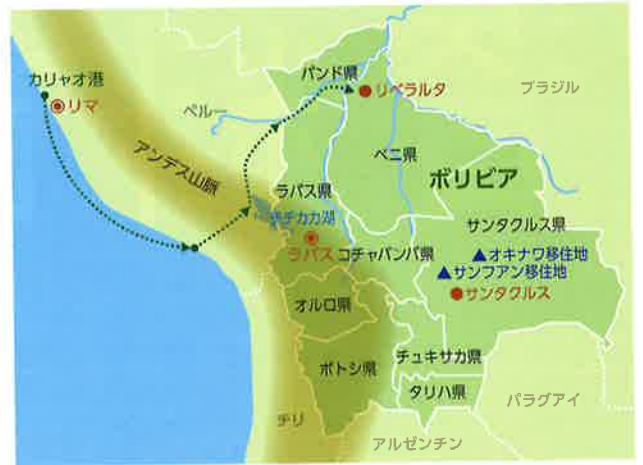 カリャオ港
リマ
ペルー
アンデス山脈
パンド県
リベラルタ
ブラジル
ベニ県
ボリビア
ラパス県
チチカカ湖
ラパス
コチャバンバ県
サンタクルス県
オキナワ移住地
サンフアン移住地
サンタクルス
オルロ県
ポトシ県
チュキサカ県
タリハ県
チリ
パラグアイ
アルゼンチン